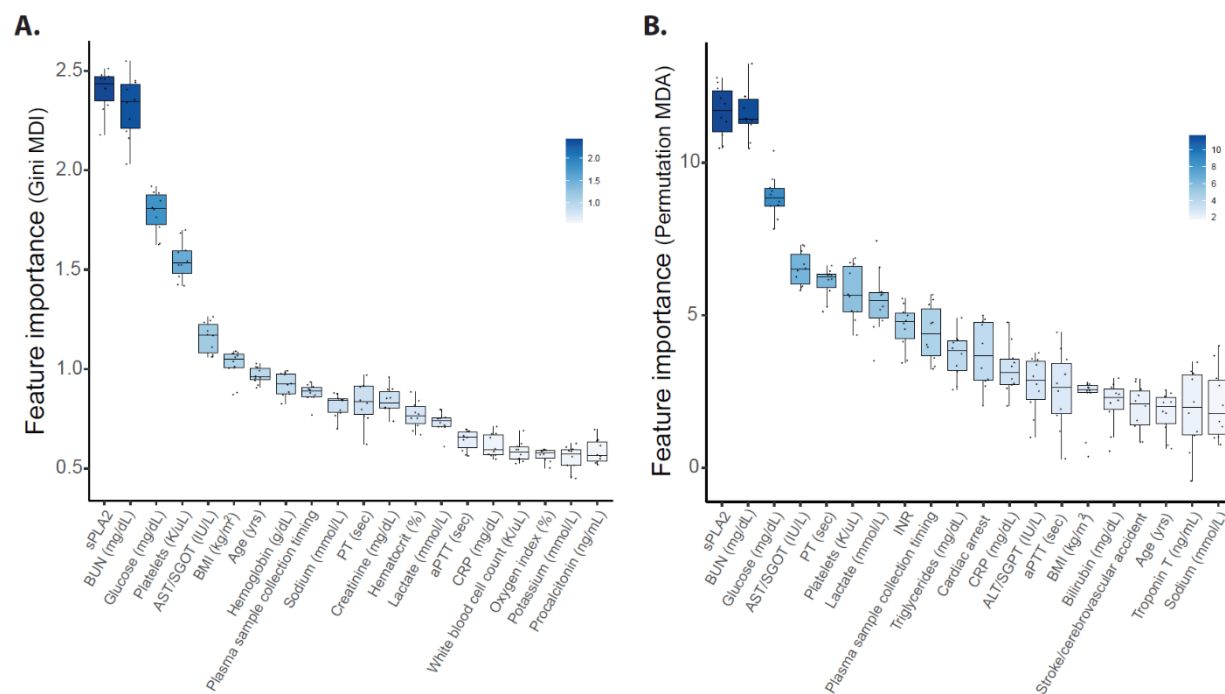 A.
Feature importance (Gini MDI)
2.5
2.0
1.5
1.0
0.5
2.0
1.5
1.0
sPLA2
BUN (mg/dL)
Glucose (mg/dL)
Platelets (K/uL)
AST/SGOT (IU/L)
BMI (kg/m²)
Age (yrs)
Hemoglobin (g/dL)
Plasma sample collection timing
Sodium (mmo/L)
PT (sec)
Creatinine (mg/dL)
Hematocrit (%)
Lactate (mmol/L)
aPTT (sec)
CRP (mg/dL)
White blood cell count (K/uL)
Oxygen index (%)
Potassium (mmo/L)
Procalcitonin (ng/mL)
B.
Feature importance (Permutation MDA)
10
5
0
10
8
6
4
2
sPLA2
BUN (mg/dL)
Glucose (mg/dL)
AST/SGOT (IU/L)
PT (sec)
Platelets (K/uL)
Lactate (mmol/L)
INR
Plasma sample collection timing
Triglycerides (mg/dL)
Cardiac arrest
CRP (mg/dL)
ALT/SGPT (IU/L)
aPTT (sec)
BMI (kg/m²)
Bilirubin (mg/dL)
Stroke/cerebrovascular accident
Age (yrs)
Troponin T (ng/mL)
Sodium (mmo/L)